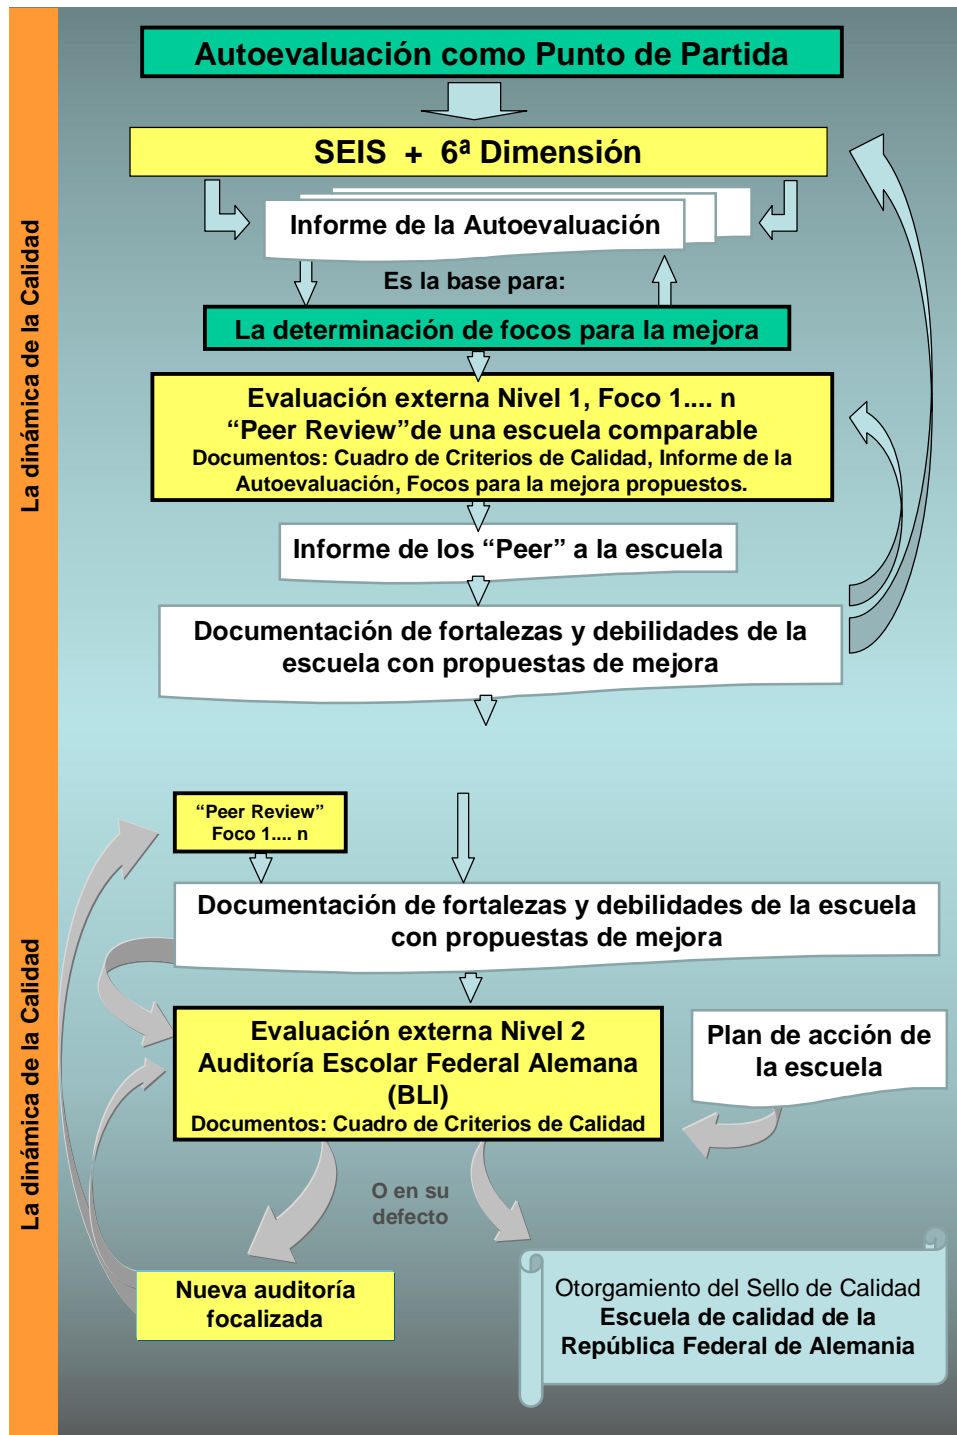 Autoevaluación como Punto de Partida
SEIS + 6ª Dimensión
Informe de la Autoevaluación
Es la base para:
La determinación de focos para la mejora
Evaluación externa Nivel 1, Foco 1.... n
“Peer Review”de una escuela comparable
Documentos: Cuadro de Criterios de Calidad, Informe de la
Autoevaluación, Focos para la mejora propuestos.
Informe de los “Peer” a la escuela
Documentación de fortalezas y debilidades de la
escuela con propuestas de mejora
La dinámica de la Calidad
“Peer Review”
Foco 1.... n
Documentación de fortalezas y debilidades de la escuela
con propuestas de mejora
Evaluación externa Nivel 2
Auditoría Escolar Federal Alemana
(BLI)
Documentos: Cuadro de Criterios de Calidad
Plan de acción de
la escuela
O en su
defecto
Nueva auditoría
focalizada
Otorgamiento del Sello de Calidad
Escuela de calidad de la
República Federal de Alemania
La dinámica de la Calidad